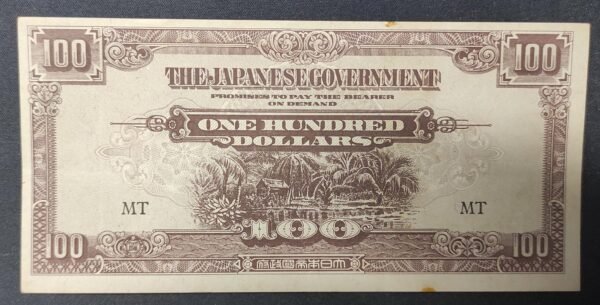 100 100
THE JAPANESE GOVERNMENT
PROMISES TO PAY THE BEARER
ON DEMAND
ONE HUNDRED
DOLLARS
MT MT
100
100 100
府政國帝本日大